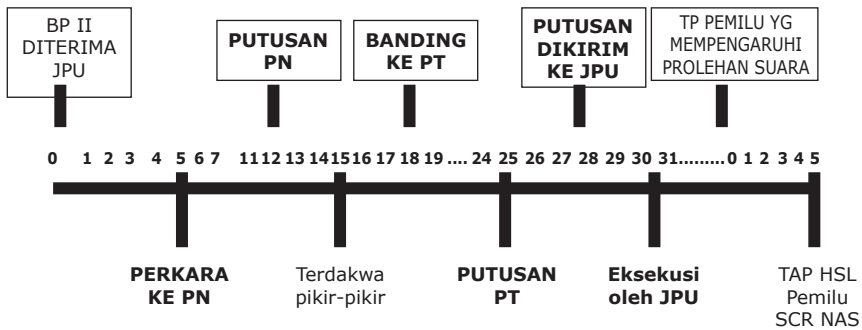 BP II
DITERIMA
JPU
PUTUSAN
PN
BANDING
KE PT
PUTUSAN
DIKIRIM
KE JPU
TP PEMILU YG
MEMPENGARUHI
PROLEHAN SUARA
0 1 2 3 4 5 6 7 11 12 13 14 15 16 17 18 19 .... 24 25 26 27 28 29 30 31......... 0 1 2 3 4 5
PERKARA
KE PN
Terdakwa
pikir-pikir
PUTUSAN
PT
Eksekusi
oleh JPU
TAP HSL
Pemilu
SCR NAS